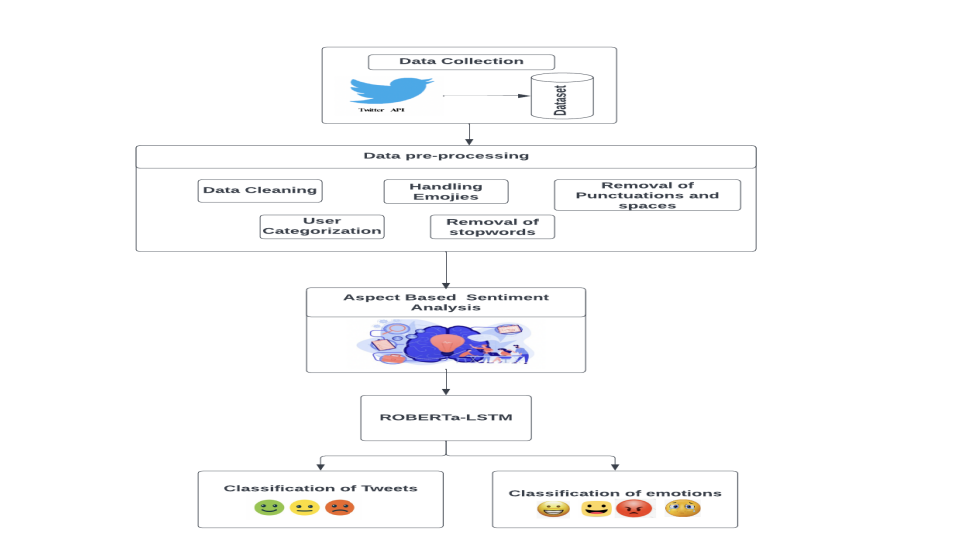 Data Collection
Twitter API
Dataset
Data pre-processing
Data Cleaning
Handling
Emojies
Removal of
Punctuations and
spaces
User
Categorization
Removal of
stopwords
Aspect Based Sentiment
Analysis
ROBERTa-LSTM
Classification of Tweets
Classification of emotions